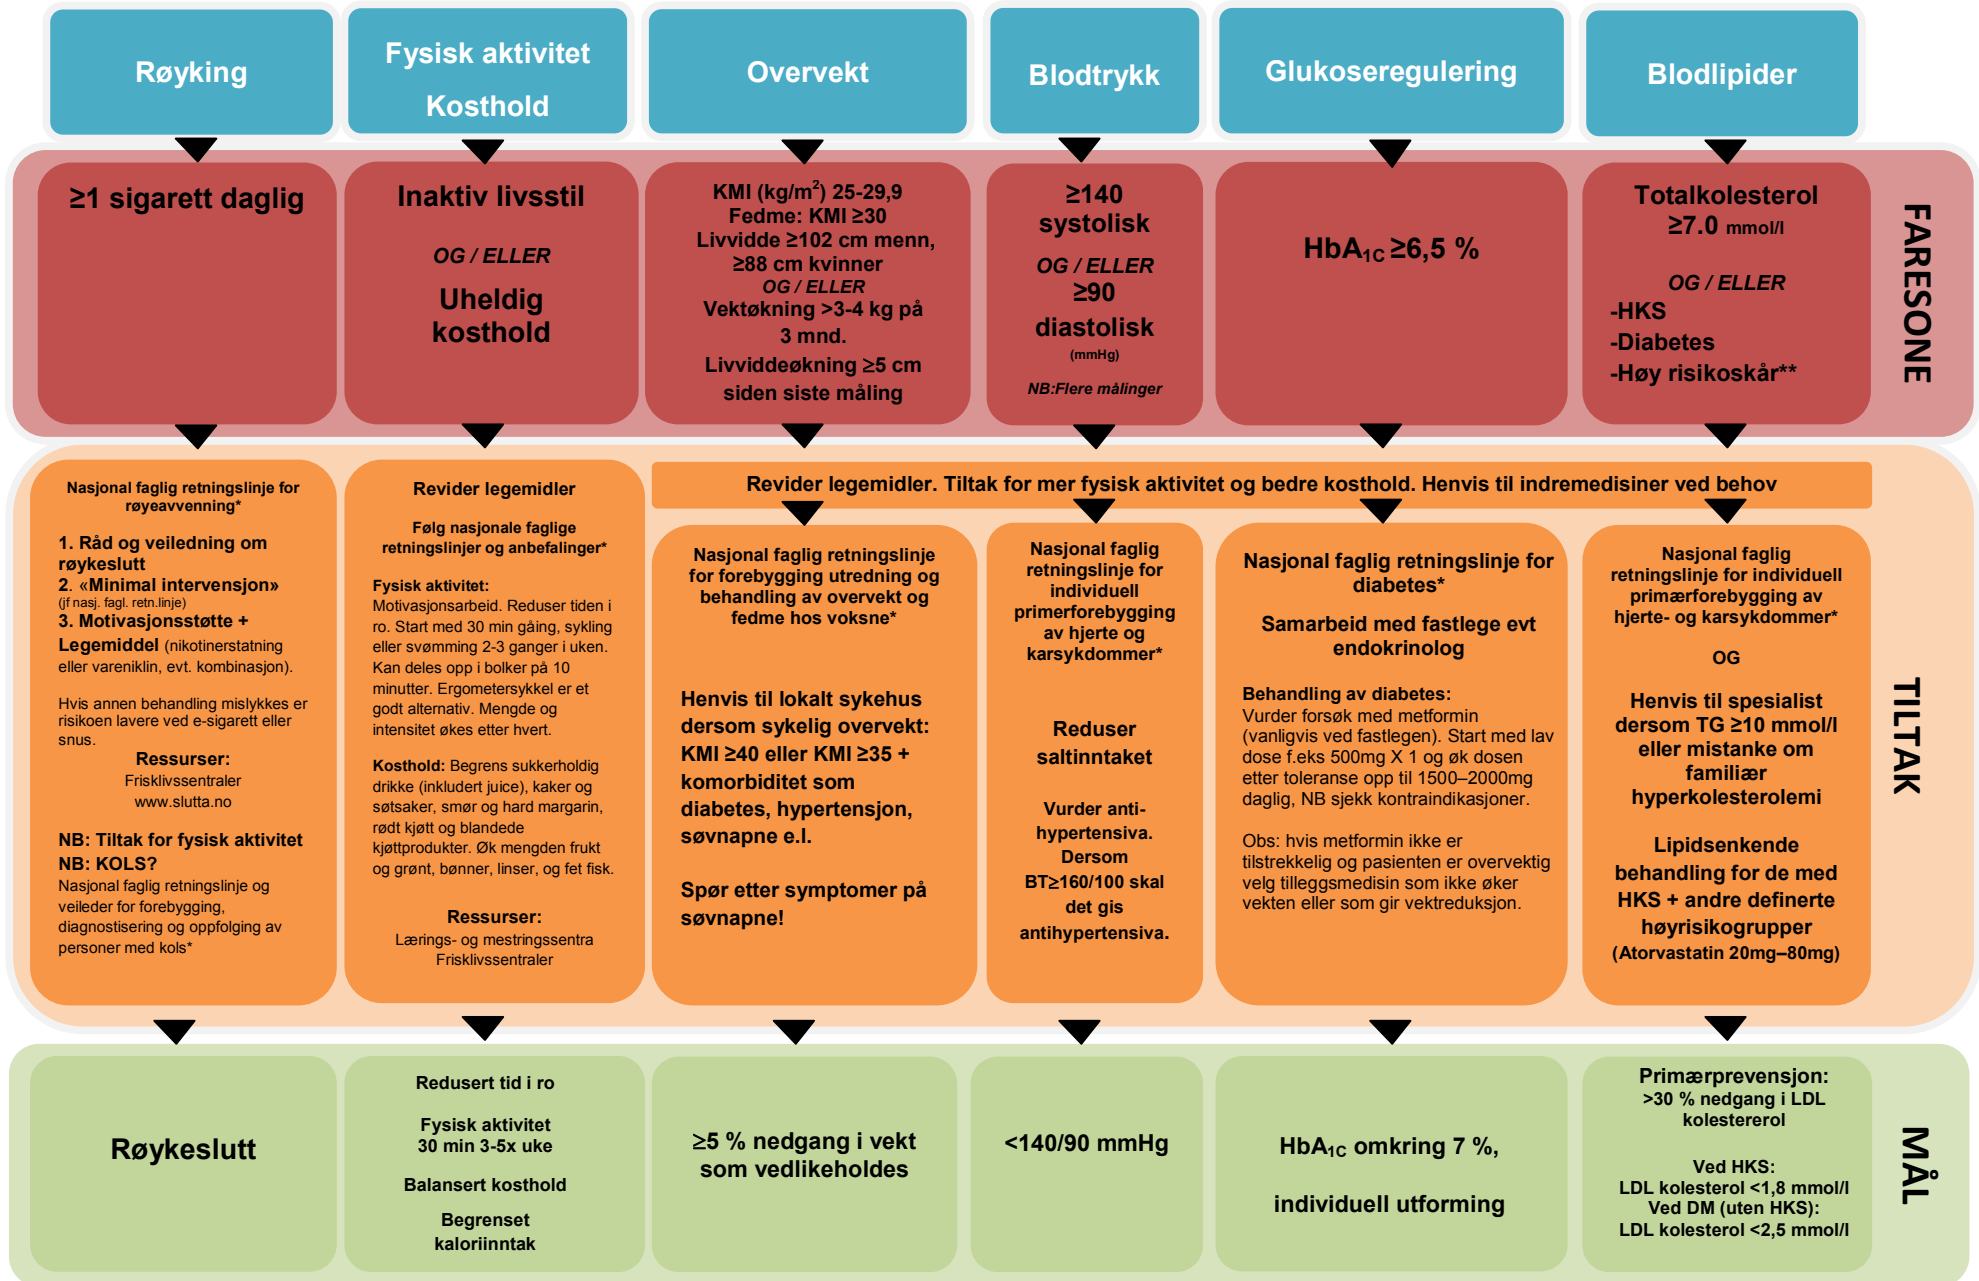 Røyking
Fysisk aktivitet
Kosthold
Overvekt
Blodtrykk
Glukoseregulering
Blodlipider
≥1 sigarett daglig
Inaktiv livsstil
OG / ELLER
Uheldig
kosthold
KMI (kg/m²) 25-29,9
Fedme: KMI ≥30
Livvidde ≥102 cm menn,
≥88 cm kvinner
OG / ELLER
Vektøkning >3-4 kg på
3 mnd.
Livviddeøkning ≥5 cm
siden siste måling
≥140
systolisk
OG / ELLER
≥90
diastolisk
(mmHg)
NB:Flere målinger
HbA1C ≥6,5 %
Totalkolesterol
≥7.0 mmol/l
OG / ELLER
-HKS
-Diabetes
-Høy risikoskår**
FARESONE
Nasjonal faglig retningslinje for
røyeavvenning*
1. Råd og veiledning om
røykeslutt
2. «Minimal intervensjon»
(jf nasj. fagl. retn.linje)
3. Motivasjonsstøtte +
Legemiddel (nikotinerstatning
eller vareniklin, evt. kombinasjon).
Hvis annen behandling mislykkes er
risikoen lavere ved e-sigarett eller
snus.
Ressurser:
Frisklivssentraler
www.slutta.no
NB: Tiltak for fysisk aktivitet
NB: KOLS?
Nasjonal faglig retningslinje og
veileder for forebygging,
diagnostisering og oppfolging av
personer med kols*
Revider legemidler
Følg nasjonale faglige
retningslinjer og anbefalinger*
Fysisk aktivitet:
Motivasjonsarbeid. Reduser tiden i
ro. Start med 30 min gåing, sykling
eller svømming 2-3 ganger i uken.
Kan deles opp i bolker på 10
minutter. Ergometersykkel er et
godt alternativ. Mengde og
intensitet økes etter hvert.
Kosthold: Begrens sukkerholdig
drikke (inkludert juice), kaker og
søtsaker, smør og hard margarin,
rødt kjøtt og blandede
kjøttprodukter. Øk mengden frukt
og grønt, bønner, linser, og fet fisk.
Ressurser:
Lærings- og mestringssentra
Frisklivssentraler
Revider legemidler. Tiltak for mer fysisk aktivitet og bedre kosthold. Henvis til indremedisiner ved behov
Nasjonal faglig retningslinje
for forebygging utredning og
behandling av overvekt og
fedme hos voksne*
Henvis til lokalt sykehus
dersom sykelig overvekt:
KMI ≥40 eller KMI ≥35 +
komorbiditet som
diabetes, hypertensjon,
søvnapne e.l.
Spør etter symptomer på
søvnapne!
Nasjonal faglig
retningslinje for
individuell
primerforebygging
av hjerte og
karsykdommer*
Reduser
saltinntaket
Vurder anti-
hypertensiva.
Dersom
BT≥160/100 skal
det gis
antihypertensiva.
Nasjonal faglig retningslinje for
diabetes*
Samarbeid med fastlege evt
endokrinolog
Behandling av diabetes:
Vurder forsøk med metformin
(vanligvis ved fastlegen). Start med lav
dose f.eks 500mg X 1 og øk dosen
etter toleranse opp til 1500–2000mg
daglig, NB sjekk kontraindikasjoner.
Obs: hvis metformin ikke er
tilstrekkelig og pasienten er overvektig
velg tilleggsmedisin som ikke øker
vekten eller som gir vektreduksjon.
Nasjonal faglig
retningslinje for individuell
primærforebygging av
hjerte- og karsykdommer*
OG
Henvis til spesialist
dersom TG ≥10 mmol/l
eller mistanke om
familiær
hyperkolesterolemi
Lipidsenkende
behandling for de med
HKS + andre definerte
høyrisikogrupper
(Atorvastatin 20mg–80mg)
TILTAK
Røykeslutt
Redusert tid i ro
Fysisk aktivitet
30 min 3-5x uke
Balansert kosthold
Begrenset
kaloriinntak
≥5 % nedgang i vekt
som vedlikeholdes
<140/90 mmHg
HbA1C omkring 7 %,
individuell utforming
Primærprevensjon:
>30 % nedgang i LDL
kolestererol
Ved HKS:
LDL kolesterol <1,8 mmol/l
Ved DM (uten HKS):
LDL kolesterol <2,5 mmol/l
MÅL